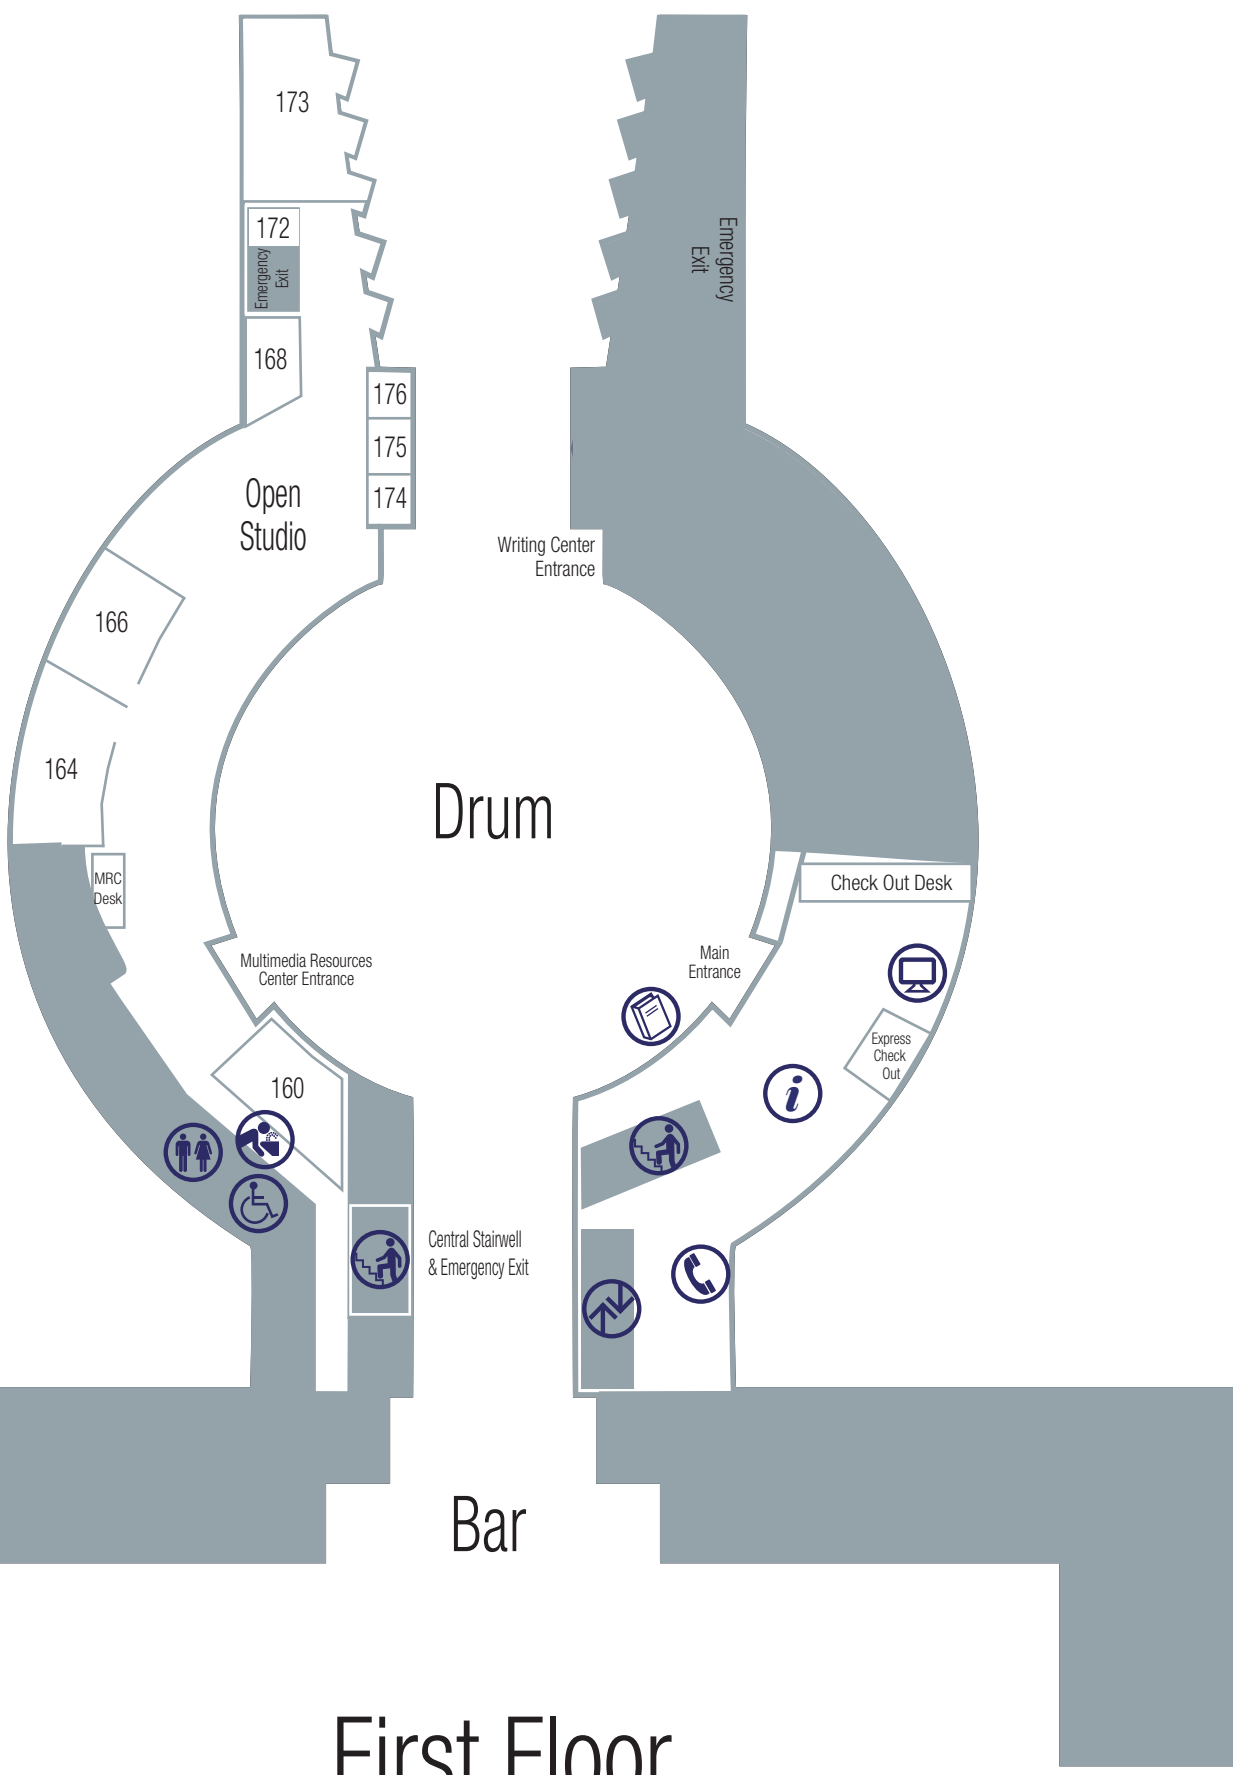 173
172
Emergency
Exit
Emergency
Exit
168
176
175
174
Open
Studio
Writing Center
Entrance
166
164
Drum
MRC
Desk
Check Out Desk
Multimedia Resources
Center Entrance
Main
Entrance
Express
Check
Out
160
i
Central Stairwell
& Emergency Exit
Bar
First Floor